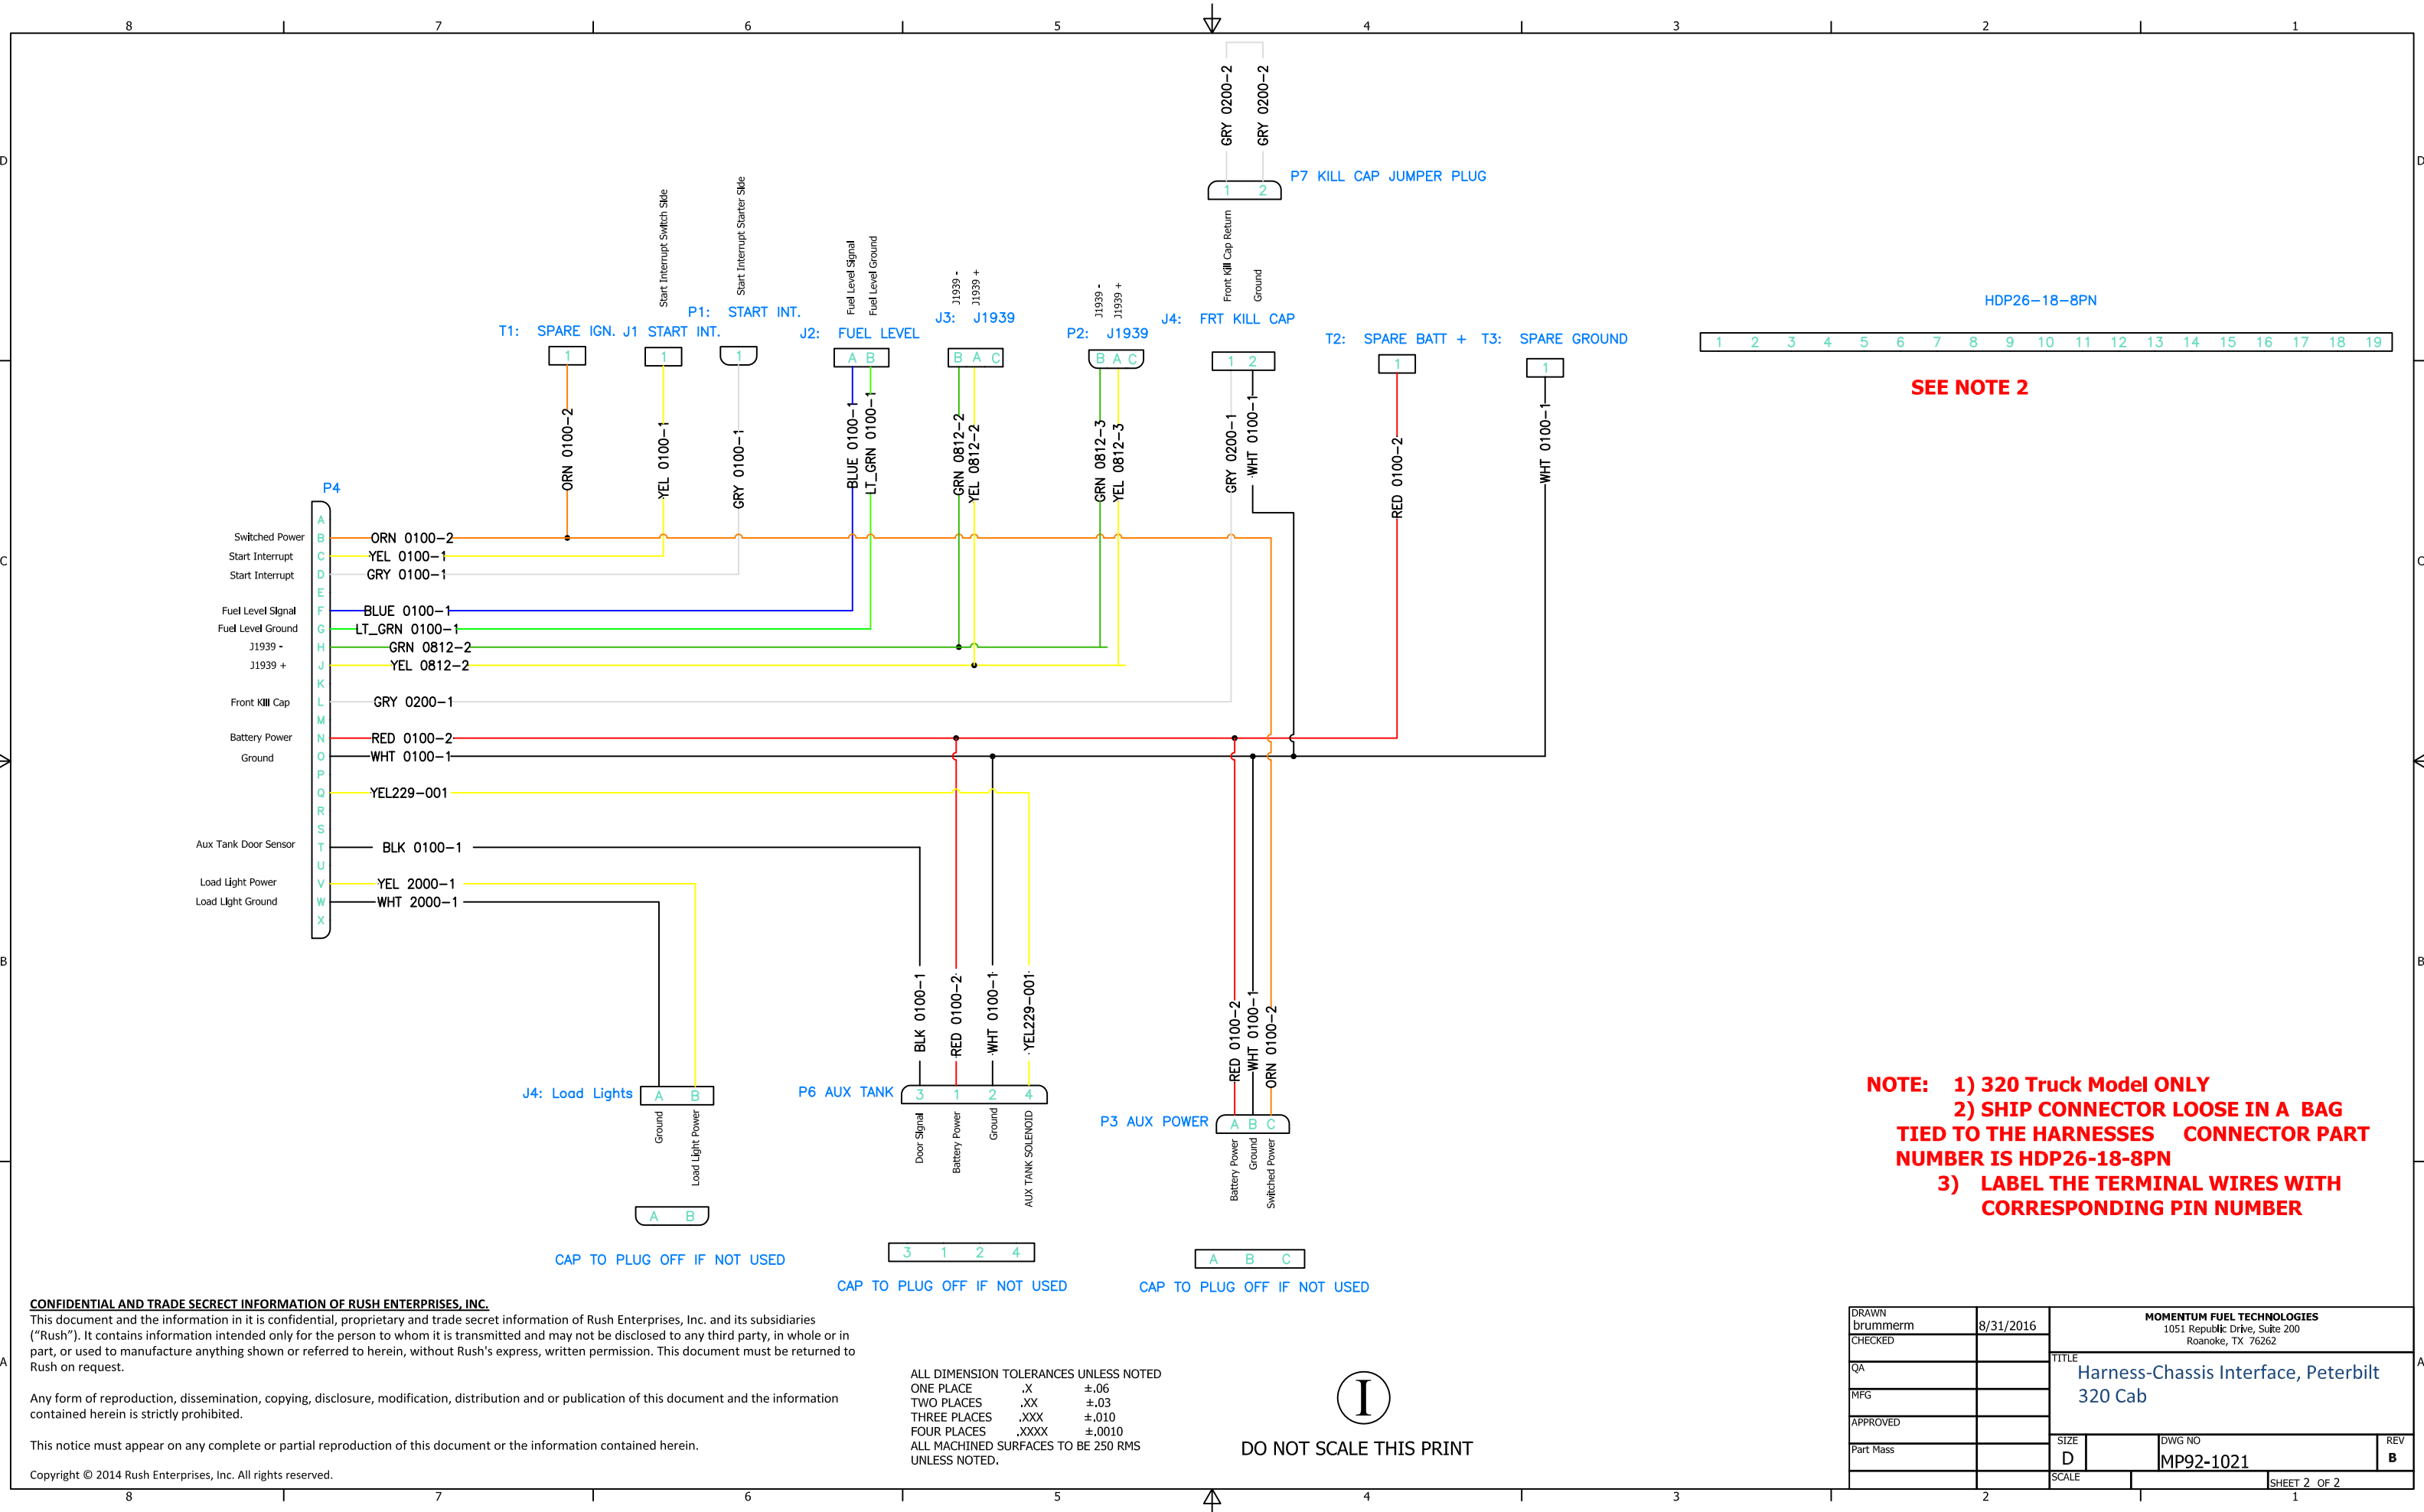 8 7 6 5 4 3 2 1
D
D
GRY 0200-2
GRY 0200-2
P7 KILL CAP JUMPER PLUG
1 2
Start Interrupt Switch Side
Start Interrupt Starter Side
Fuel Level Signal
Fuel Level Ground
J1939 -
J1939 +
J1939 -
J1939 +
Front Kill Cap Return
Ground
HDP26-18-8PN
T1: SPARE IGN.
J1 START INT.
P1: START INT.
J2: FUEL LEVEL
J3: J1939
P2: J1939
J4: FRT KILL CAP
T2: SPARE BATT +
T3: SPARE GROUND
1
1
1
A B
B A C
B A C
1 2
1
1
1 2 3 4 5 6 7 8 9 10 11 12 13 14 15 16 17 18 19
SEE NOTE 2
ORN 0100-2
YEL 0100-1
GRY 0100-1
BLUE 0100-1
LT_GRN 0100-1
GRN 0812-2
YEL 0812-2
GRN 0812-3
YEL 0812-3
GRY 0200-1
WHT 0100-1
RED 0100-2
WHT 0100-1
P4
A
Switched Power B ORN 0100-2
Start Interrupt C YEL 0100-1
Start Interrupt D GRY 0100-1
E
Fuel Level Signal F BLUE 0100-1
Fuel Level Ground G LT_GRN 0100-1
J1939 - H GRN 0812-2
J1939 + J YEL 0812-2
K
Front Kill Cap L GRY 0200-1
M
Battery Power N RED 0100-2
Ground O WHT 0100-1
P
Q YEL229-001
R
S
Aux Tank Door Sensor T BLK 0100-1
U
Load Light Power V YEL 2000-1
Load Light Ground W WHT 2000-1
X
C
C
B
B
BLK 0100-1
RED 0100-2
WHT 0100-1
YEL229-001
RED 0100-2
WHT 0100-1
ORN 0100-2
J4: Load Lights
A B
Ground
Load Light Power
A B
CAP TO PLUG OFF IF NOT USED
P6 AUX TANK
3 1 2 4
Door Signal
Battery Power
Ground
AUX TANK SOLENOID
3 1 2 4
CAP TO PLUG OFF IF NOT USED
P3 AUX POWER
A B C
Battery Power
Ground
Switched Power
A B C
CAP TO PLUG OFF IF NOT USED
NOTE: 1) 320 Truck Model ONLY
2) SHIP CONNECTOR LOOSE IN A BAG
TIED TO THE HARNESSES CONNECTOR PART
NUMBER IS HDP26-18-8PN
3) LABEL THE TERMINAL WIRES WITH
CORRESPONDING PIN NUMBER
CONFIDENTIAL AND TRADE SECRECT INFORMATION OF RUSH ENTERPRISES, INC.
This document and the information in it is confidential, proprietary and trade secret information of Rush Enterprises, Inc. and its subsidiaries
(“Rush”). It contains information intended only for the person to whom it is transmitted and may not be disclosed to any third party, in whole or in
part, or used to manufacture anything shown or referred to herein, without Rush's express, written permission. This document must be returned to
Rush on request.
Any form of reproduction, dissemination, copying, disclosure, modification, distribution and or publication of this document and the information
contained herein is strictly prohibited.
This notice must appear on any complete or partial reproduction of this document or the information contained herein.
Copyright © 2014 Rush Enterprises, Inc. All rights reserved.
ALL DIMENSION TOLERANCES UNLESS NOTED
ONE PLACE .X ±.06
TWO PLACES .XX ±.03
THREE PLACES .XXX ±.010
FOUR PLACES .XXXX ±.0010
ALL MACHINED SURFACES TO BE 250 RMS
UNLESS NOTED.
I
DO NOT SCALE THIS PRINT
A
A
DRAWN
brummerm 8/31/2016
CHECKED
QA
MFG
APPROVED
Part Mass
MOMENTUM FUEL TECHNOLOGIES
1051 Republic Drive, Suite 200
Roanoke, TX 76262
TITLE
Harness-Chassis Interface, Peterbilt
320 Cab
SIZE
D
DWG NO
MP92-1021
REV
B
SCALE
SHEET 2 OF 2
8 7 6 5 4 3 2 1